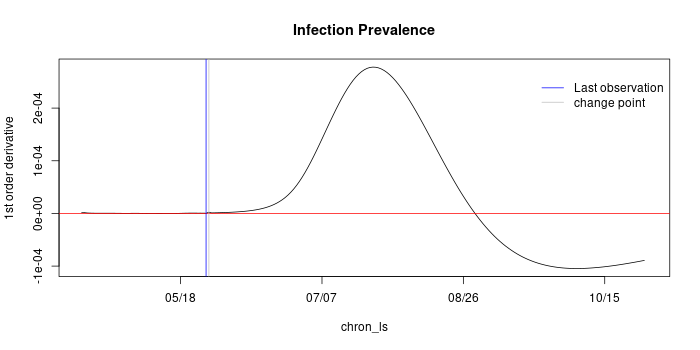 Infection Prevalence
1st order derivative
2e-04
1e-04
0e+00
-1e-04
Last observation
change point
05/18 07/07 08/26 10/15
chron_ls